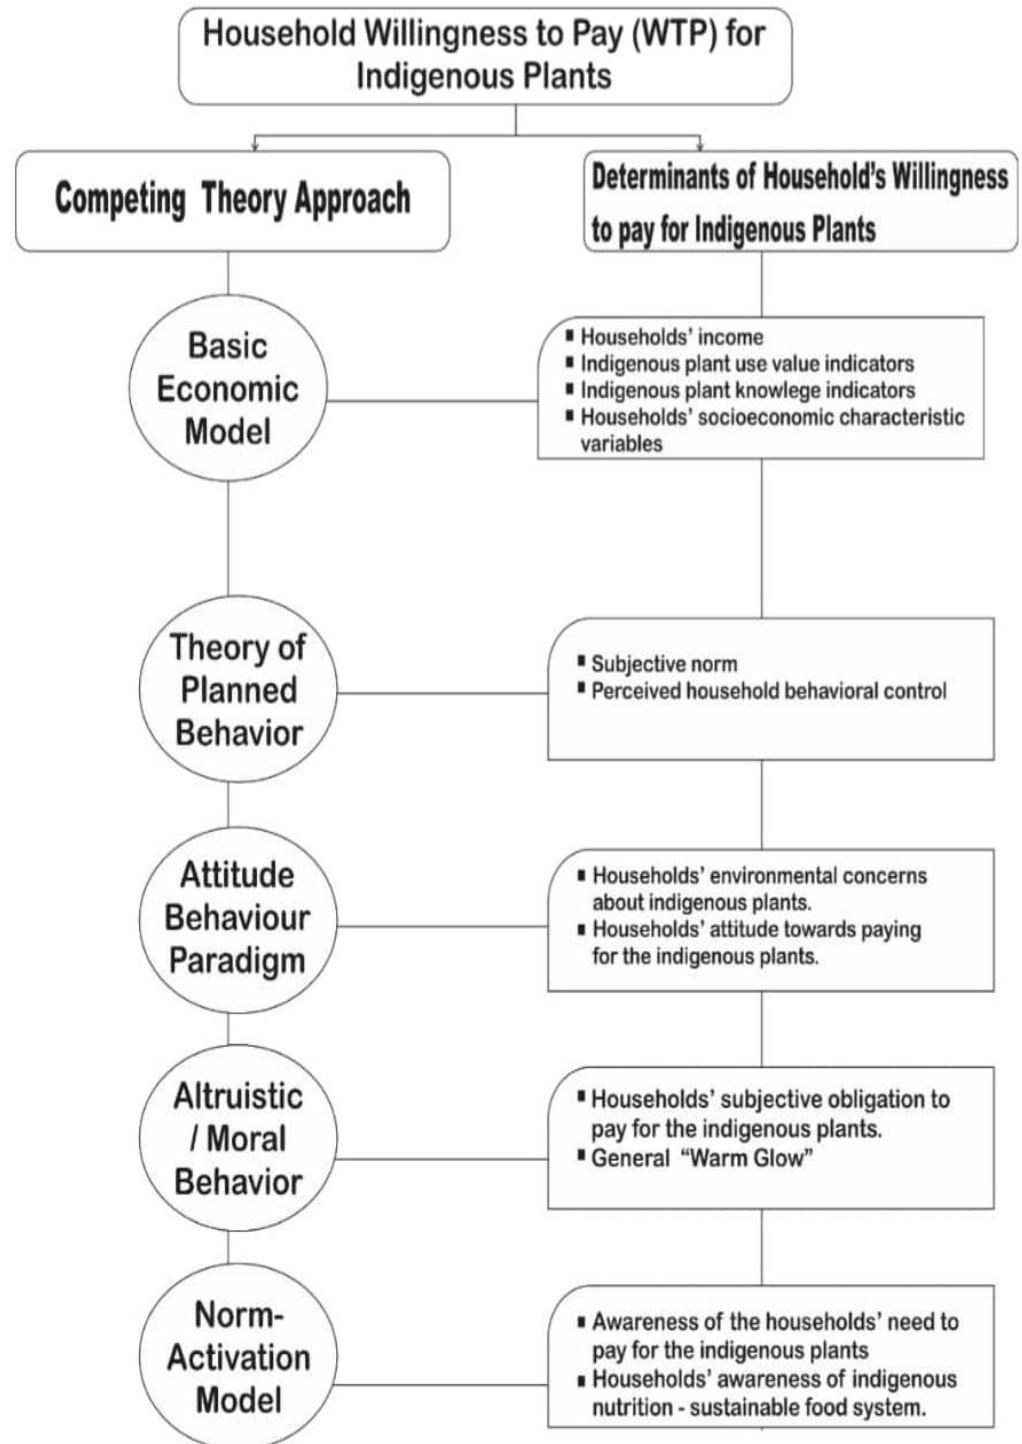 Household Willingness to Pay (WTP) for
Indigenous Plants
Competing Theory Approach
Determinants of Household's Willingness
to pay for Indigenous Plants
Basic
Economic
Model
▪ Households' income
▪ Indigenous plant use value indicators
▪ Indigenous plant knowlege indicators
▪ Households' socioeconomic characteristic
variables
Theory of
Planned
Behavior
▪ Subjective norm
▪ Perceived household behavioral control
Attitude
Behaviour
Paradigm
▪ Households' environmental concerns
about indigenous plants.
▪ Households' attitude towards paying
for the indigenous plants.
Altruistic
/ Moral
Behavior
▪ Households' subjective obligation to
pay for the indigenous plants.
▪ General "Warm Glow"
Norm-
Activation
Model
▪ Awareness of the households' need to
pay for the indigenous plants
▪ Households' awareness of indigenous
nutrition - sustainable food system.